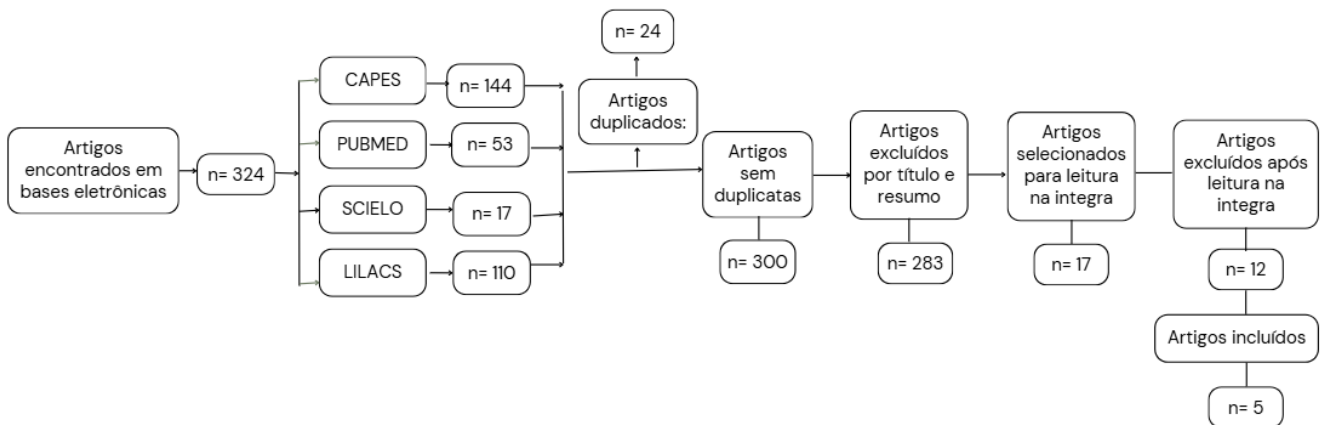 Artigos
encontrados em
bases eletrônicas
n= 324
CAPES
n= 144
PUBMED
n= 53
SCIELO
n= 17
LILACS
n= 110
n= 24
Artigos
duplicados:
Artigos
sem
duplicatas
n= 300
Artigos
excluídos
por título e
resumo
n= 283
Artigos
selecionados
para leitura
na integra
n= 17
Artigos
excluídos após
leitura na
integra
n= 12
Artigos incluídos
n= 5